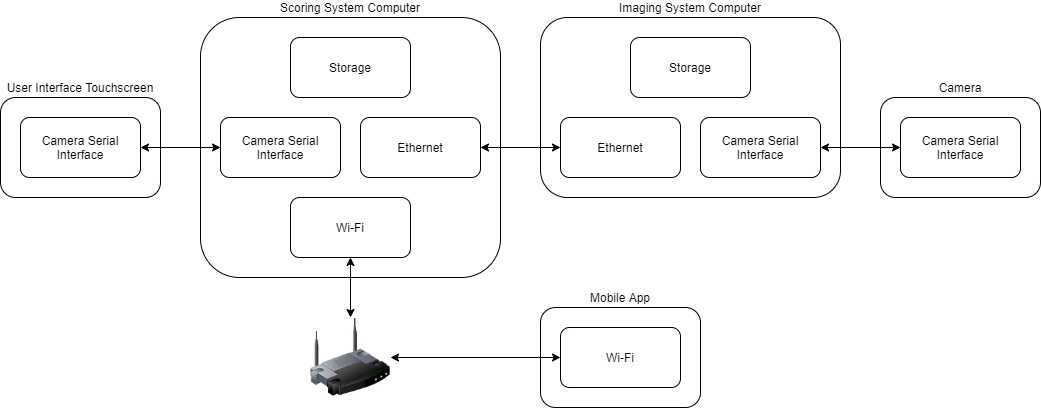 Scoring System Computer
Imaging System Computer
Storage
Storage
User Interface Touchscreen
Camera
Camera Serial
Interface
Camera Serial
Interface
Ethernet
Ethernet
Camera Serial
Interface
Camera Serial
Interface
Wi-Fi
Mobile App
Wi-Fi